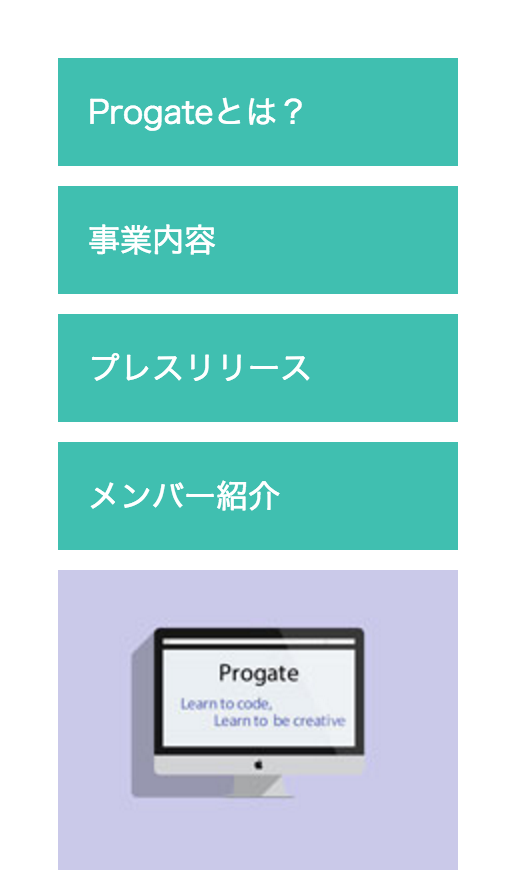 Progateとは？
事業内容
プレスリリース
メンバー紹介
Progate
Learn to code,
Learn to be creative